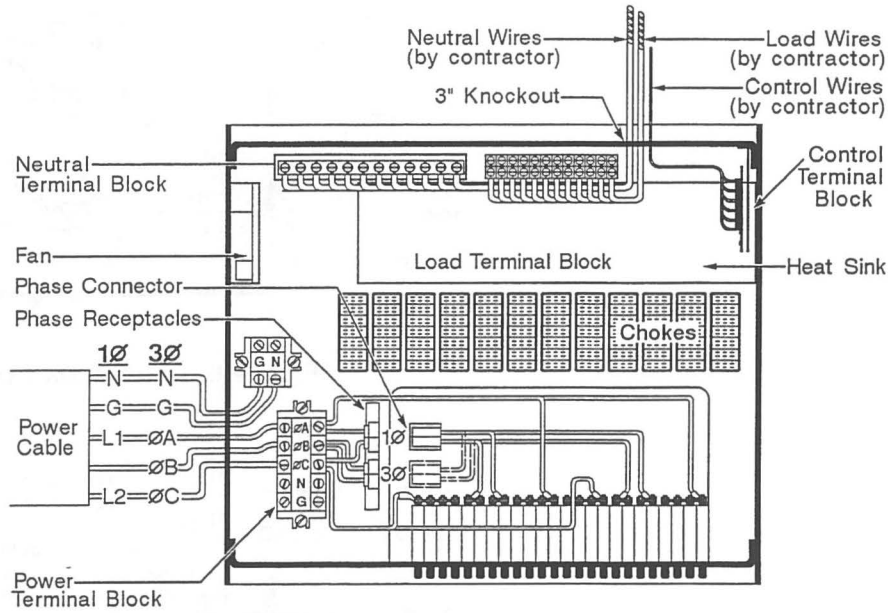 Neutral Wires
(by contractor)
Load Wires
(by contractor)
Control Wires
(by contractor)
3" Knockout
Neutral
Terminal Block
Control
Terminal
Block
Fan
Load Terminal Block
Heat Sink
Phase Connector
Phase Receptacles
Chokes
1Ø 3Ø
G N
N N
G G
L1 ØA
ØB
L2 ØC
Power
Cable
ØA
ØB
ØC
N
G
1Ø
3Ø
Power
Terminal Block